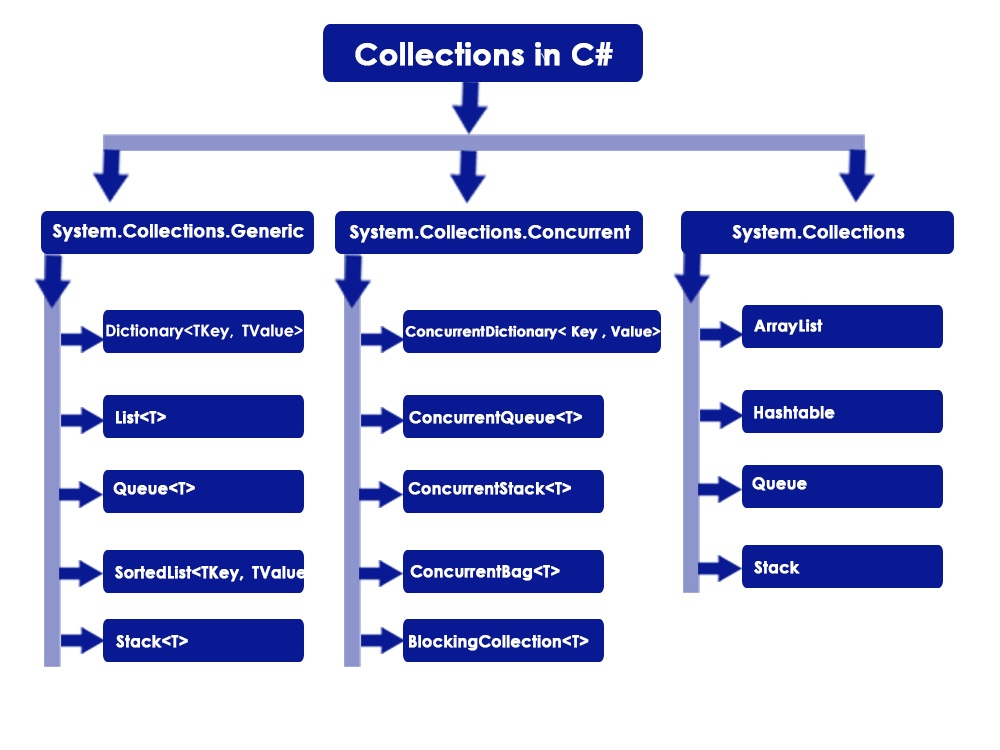 Collections in C#
System.Collections.Generic
System.Collections.Concurrent
System.Collections
Dictionary<TKey, TValue>
List<T>
Queue<T>
SortedList<TKey, TValue
Stack<T>
ConcurrentDictionary< Key , Value>
ConcurrentQueue<T>
ConcurrentStack<T>
ConcurrentBag<T>
BlockingCollection<T>
ArrayList
Hashtable
Queue
Stack